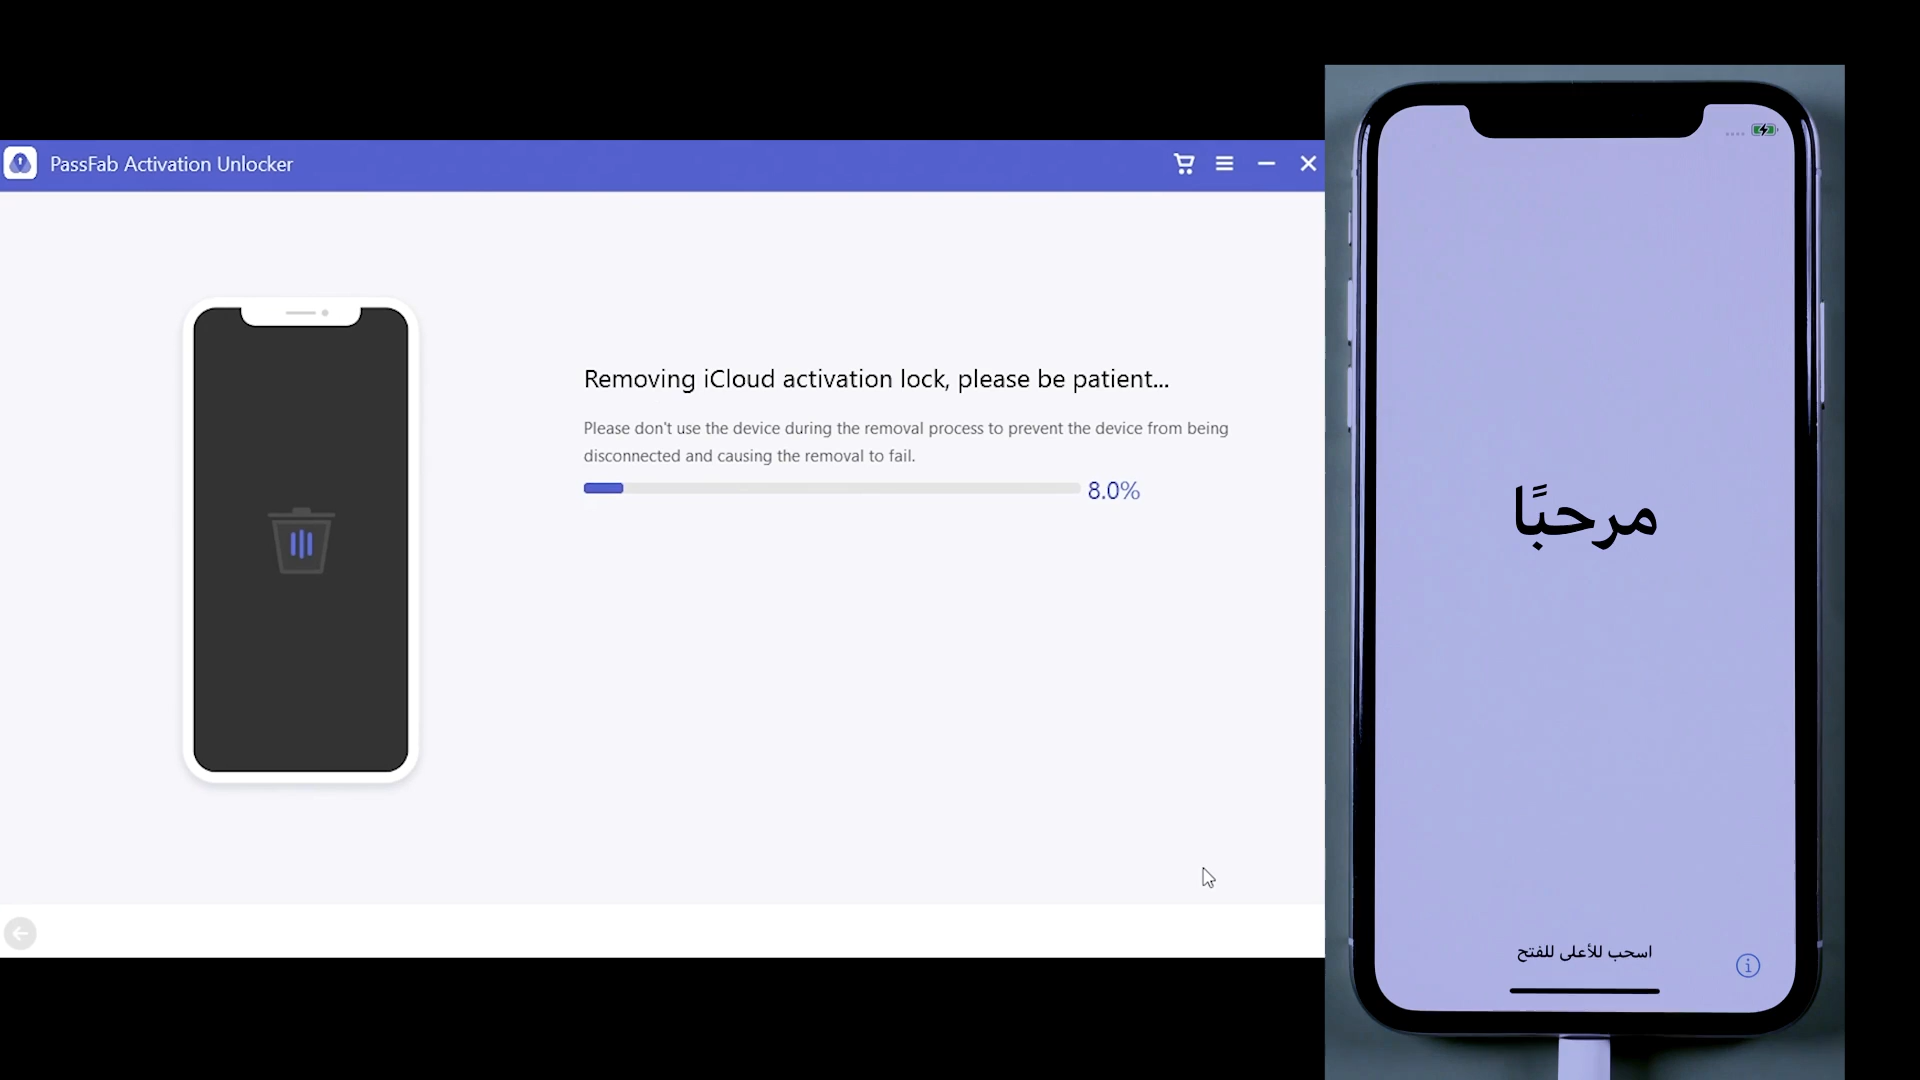 PassFab Activation Unlocker
Removing iCloud activation lock, please be patient...
Please don't use the device during the removal process to prevent the device from being
disconnected and causing the removal to fail.
8.0%
مرحبًا
اسحب للأعلى للفتح